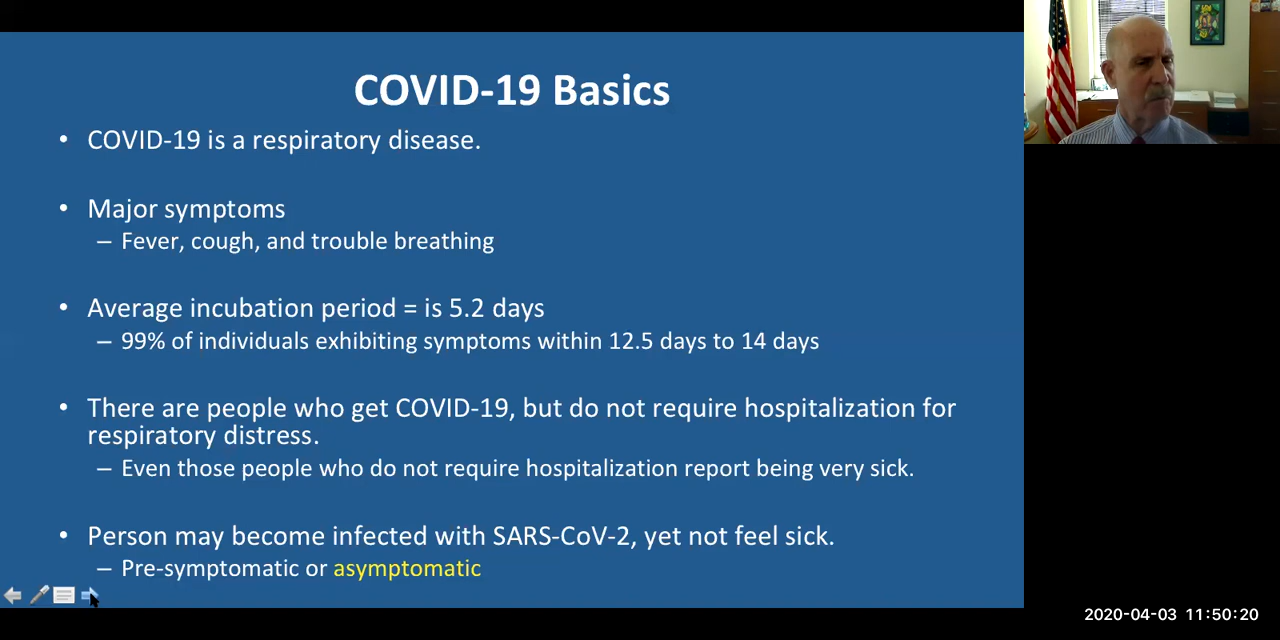 COVID-19 Basics
• COVID-19 is a respiratory disease.
• Major symptoms
– Fever, cough, and trouble breathing
• Average incubation period = is 5.2 days
– 99% of individuals exhibiting symptoms within 12.5 days to 14 days
• There are people who get COVID-19, but do not require hospitalization for
respiratory distress.
– Even those people who do not require hospitalization report being very sick.
• Person may become infected with SARS-CoV-2, yet not feel sick.
– Pre-symptomatic or asymptomatic
2020-04-03 11:50:20